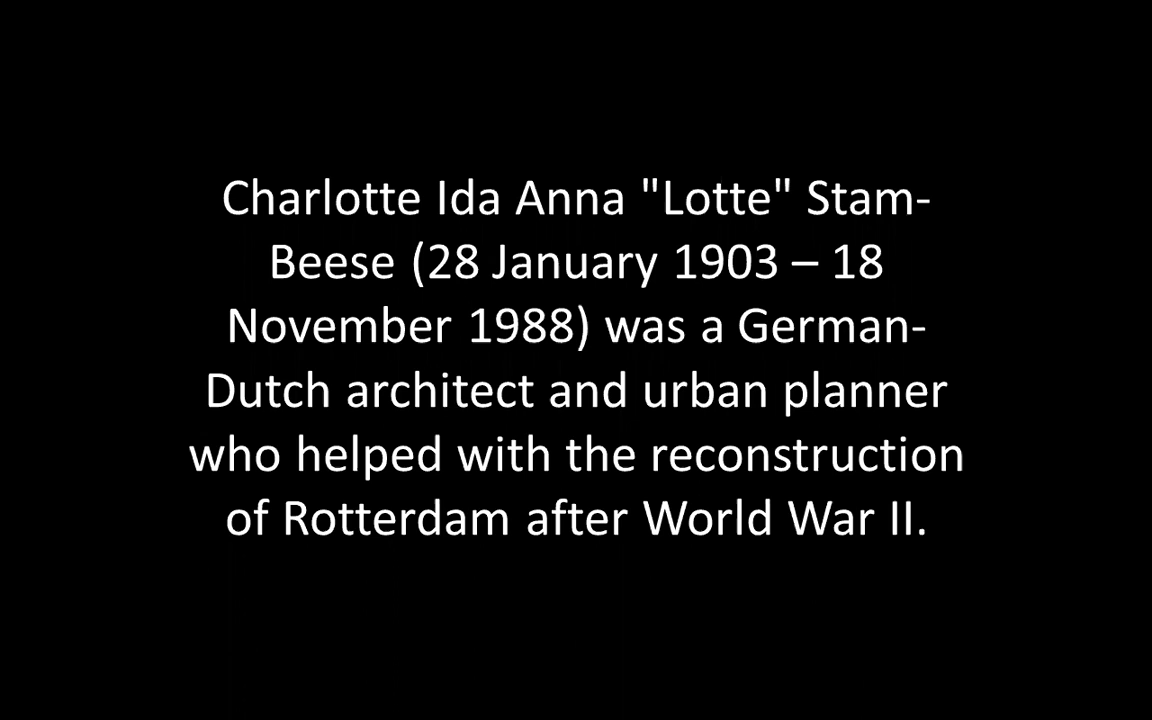 Charlotte Ida Anna "Lotte" Stam-
Beese (28 January 1903 – 18
November 1988) was a German-
Dutch architect and urban planner
who helped with the reconstruction
of Rotterdam after World War II.